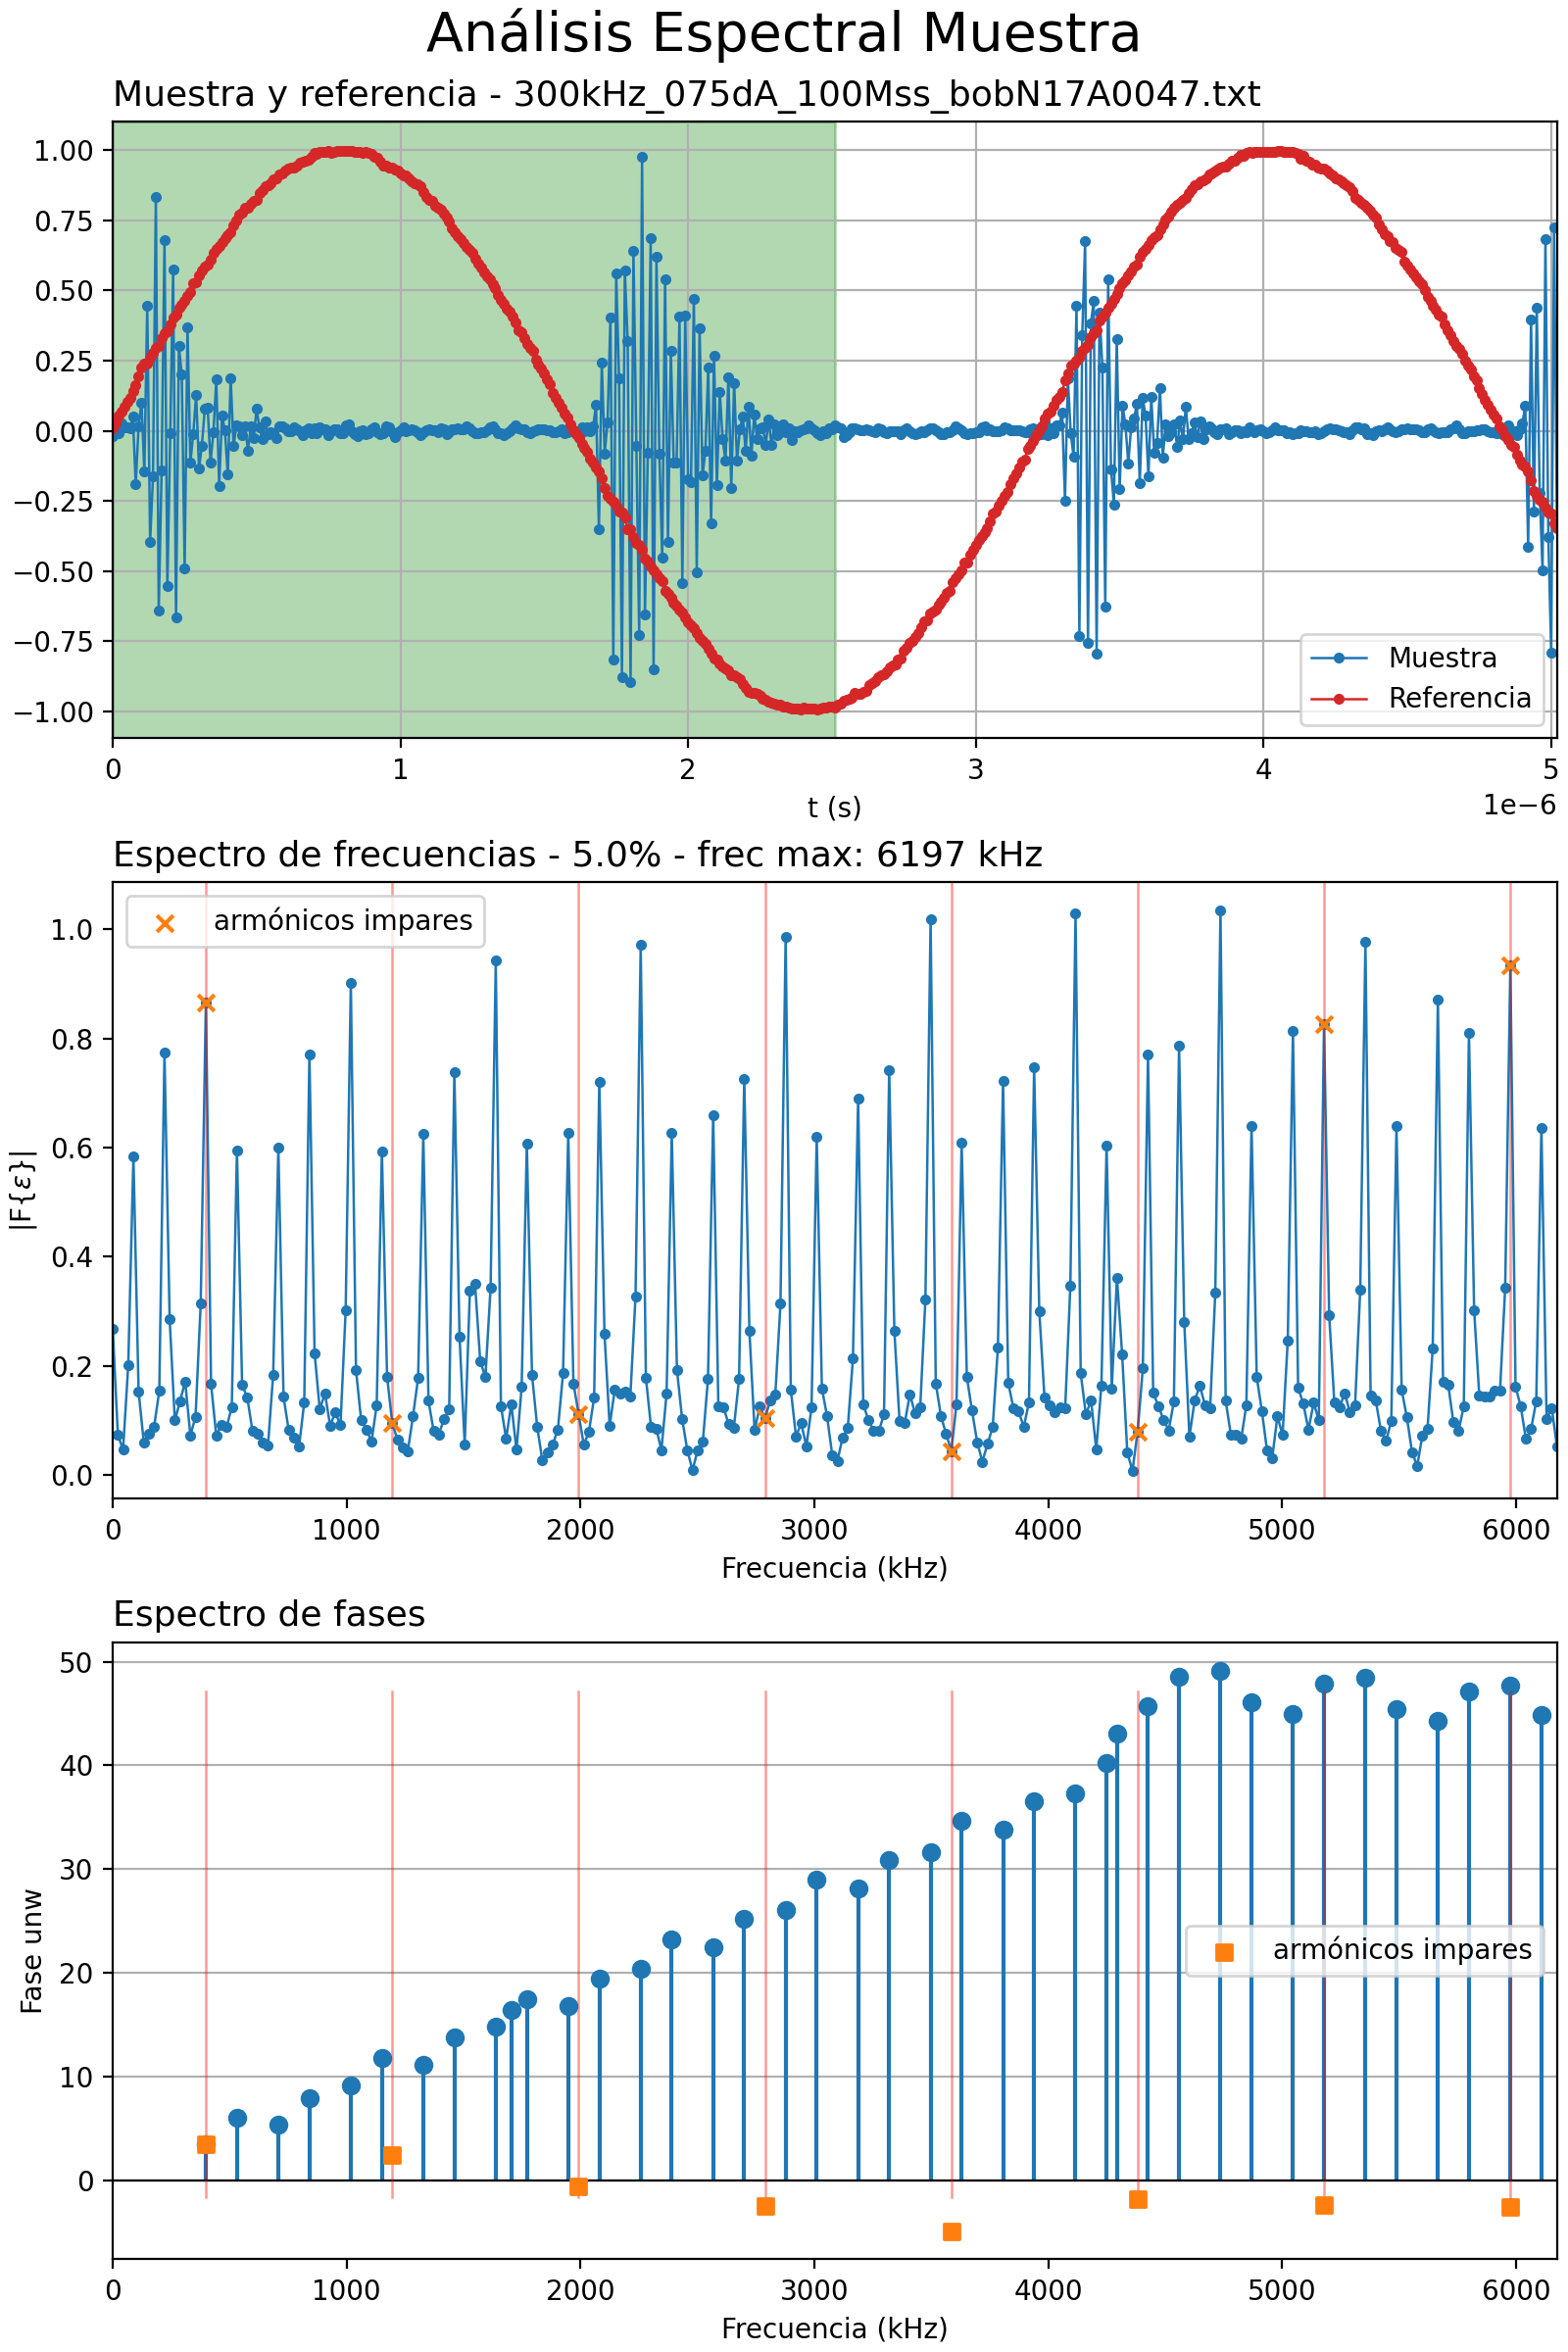 Análisis Espectral Muestra
Muestra y referencia - 300kHz_075dA_100Mss_bobN17A0047.txt
1.00
0.75
0.50
0.25
0.00
−0.25
−0.50
−0.75
−1.00
Muestra
Referencia
0 1 2 3 4 5
t (s)
1e−6
Espectro de frecuencias - 5.0% - frec max: 6197 kHz
armónicos impares
1.0
0.8
0.6
0.4
0.2
0.0
|F{ε}|
0 1000 2000 3000 4000 5000 6000
Frecuencia (kHz)
Espectro de fases
50
40
30
20
10
0
Fase unw
armónicos impares
0 1000 2000 3000 4000 5000 6000
Frecuencia (kHz)